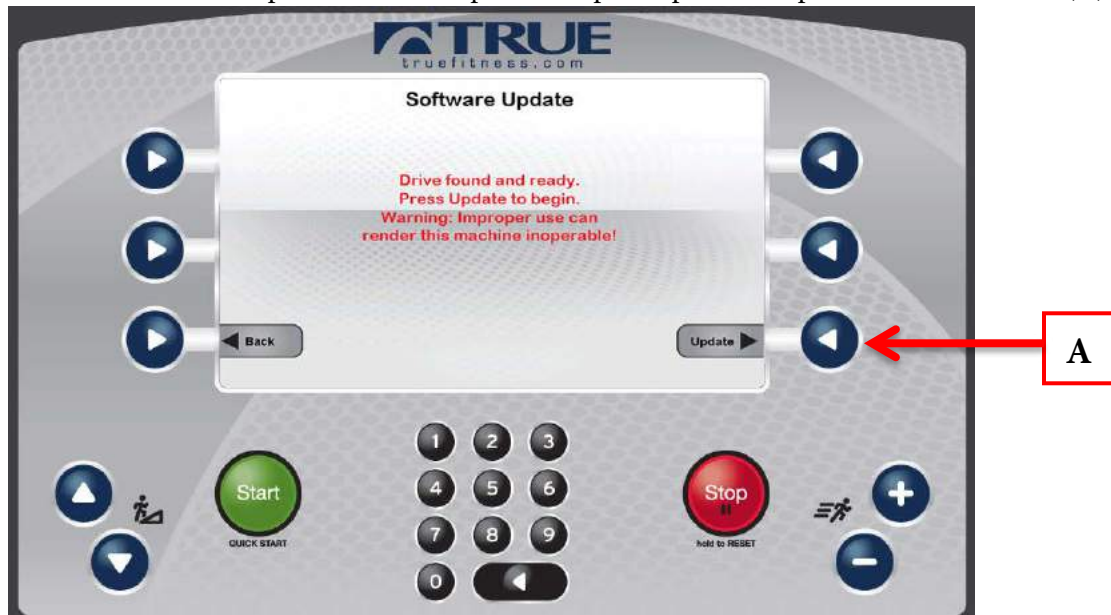 TRUE
truefitness.com
Software Update
Drive found and ready.
Press Update to begin.
Warning: Improper use can
render this machine inoperable!
Back
Update
A
1 2 3
4 5 6
7 8 9
0
Start
QUICK START
Stop
hold to RESET